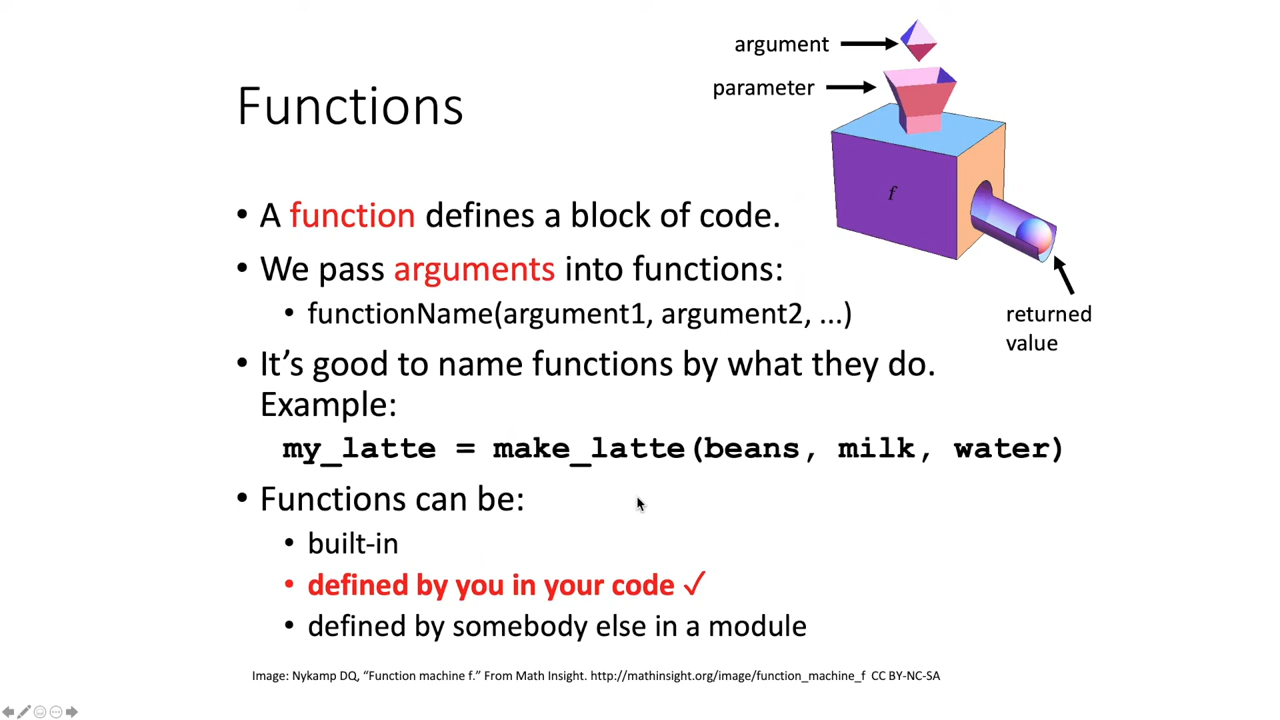 argument
parameter
Functions
f
• A function defines a block of code.
• We pass arguments into functions:
• functionName(argument1, argument2, ...)
returned
value
• It’s good to name functions by what they do.
Example:
my_latte = make_latte(beans, milk, water)
• Functions can be:
• built-in
• defined by you in your code ✓
• defined by somebody else in a module
Image: Nykamp DQ, “Function machine f.” From Math Insight. http://mathinsight.org/image/function_machine_f CC BY-NC-SA